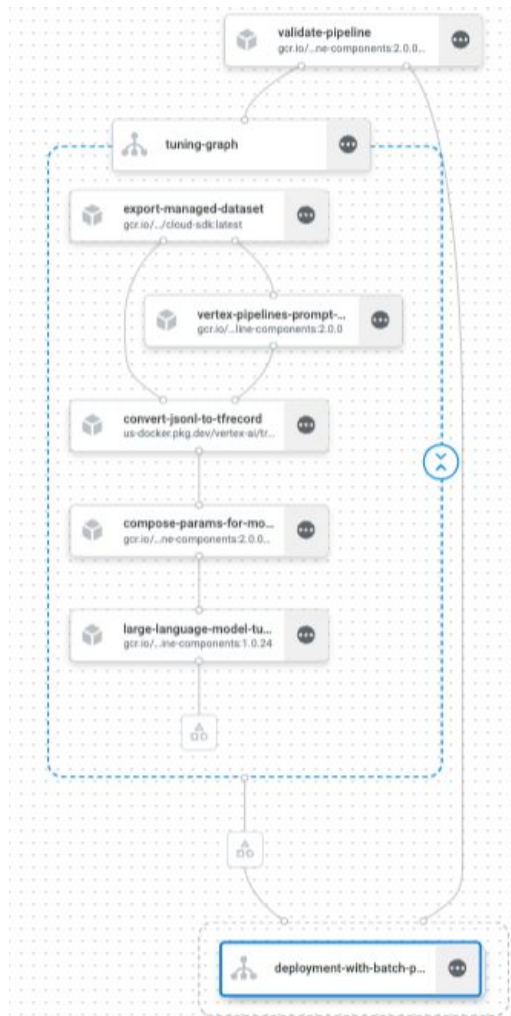 validate-pipeline
gcr.io/...ne-components:2.0.0...
tuning-graph
export-managed-dataset
gcr.io/../cloud-sdk:latest
vertex-pipelines-prompt-...
gcr.io/...line-components:2.0.0
convert-jsonl-to-tfrecord
us-docker.pkg.dev/vertex-ai/tr...
compose-params-for-mo...
gcr.io/...ne-components:2.0.0...
large-language-model-tu...
gcr.io/...ine-components:1.0.24
deployment-with-batch-p...